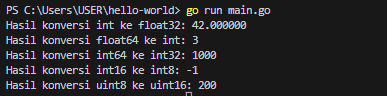 PS C:\Users\USER\hello-world> go run main.go
Hasil konversi int ke float32: 42.000000
Hasil konversi float64 ke int: 3
Hasil konversi int64 ke int32: 1000
Hasil konversi int16 ke int8: -1
Hasil konversi uint8 ke uint16: 200